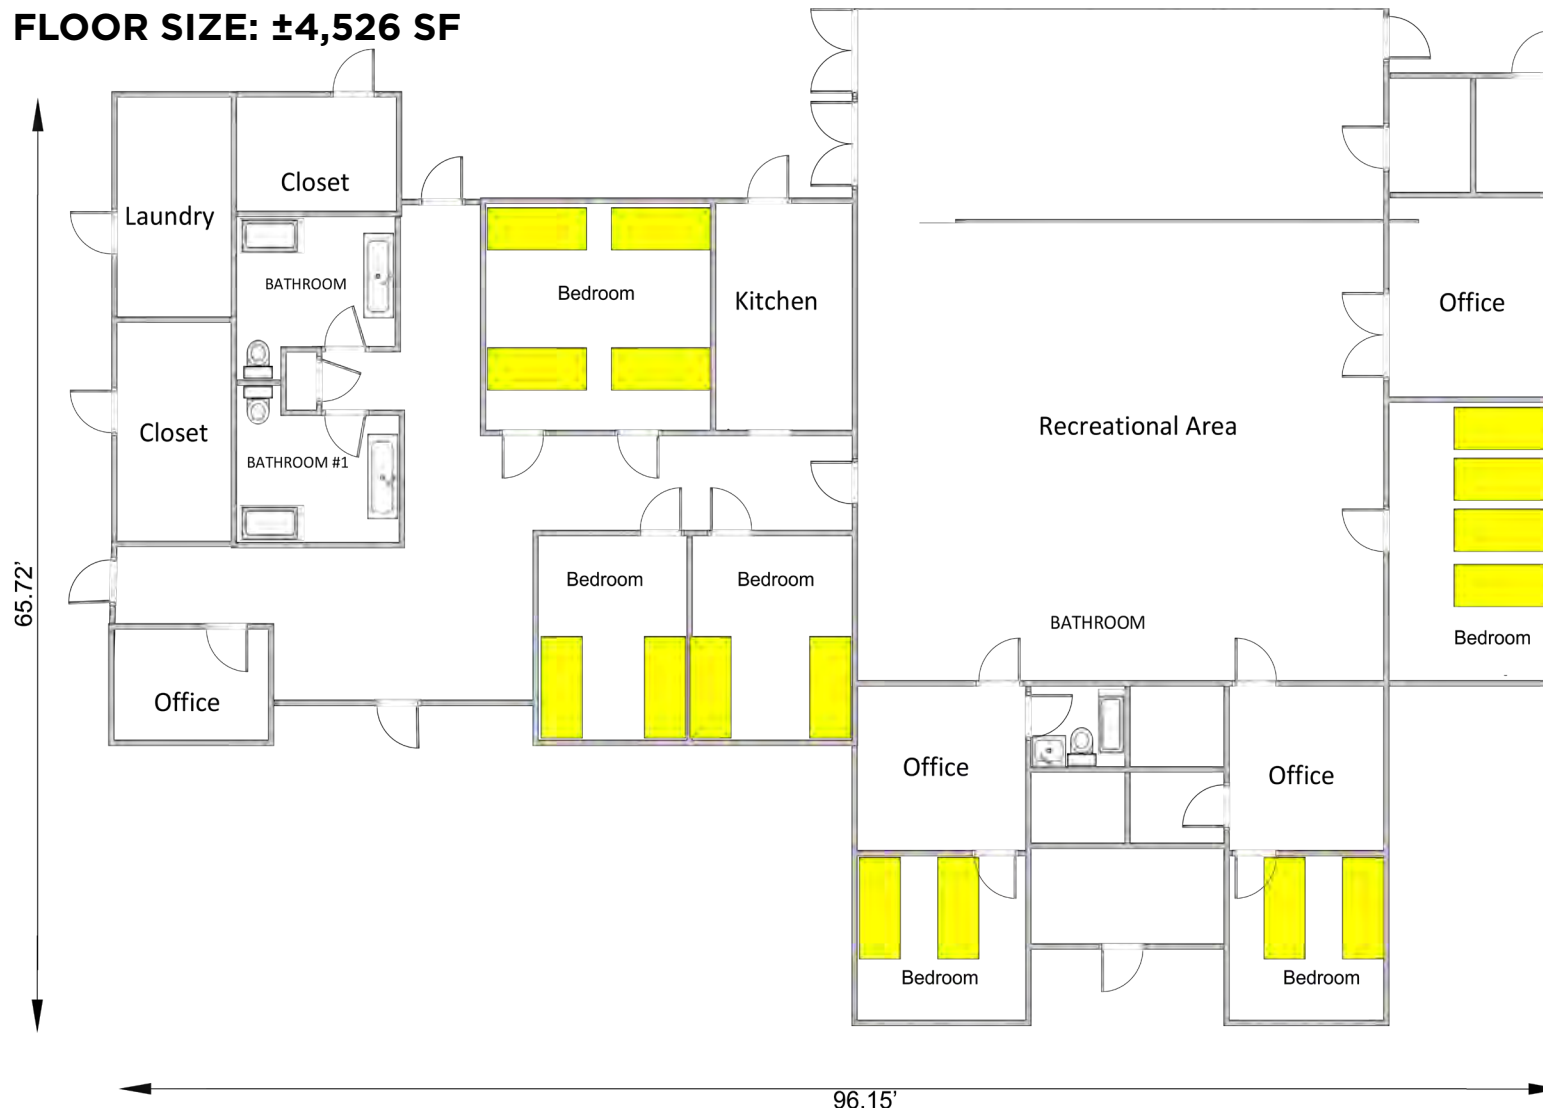 FLOOR SIZE: ±4,526 SF
Closet
Laundry
BATHROOM
Bedroom
Kitchen
Office
Recreational Area
Closet
BATHROOM #1
65.72'
Bedroom
Bedroom
BATHROOM
Bedroom
Office
Office
Office
Bedroom
Bedroom
96.15'